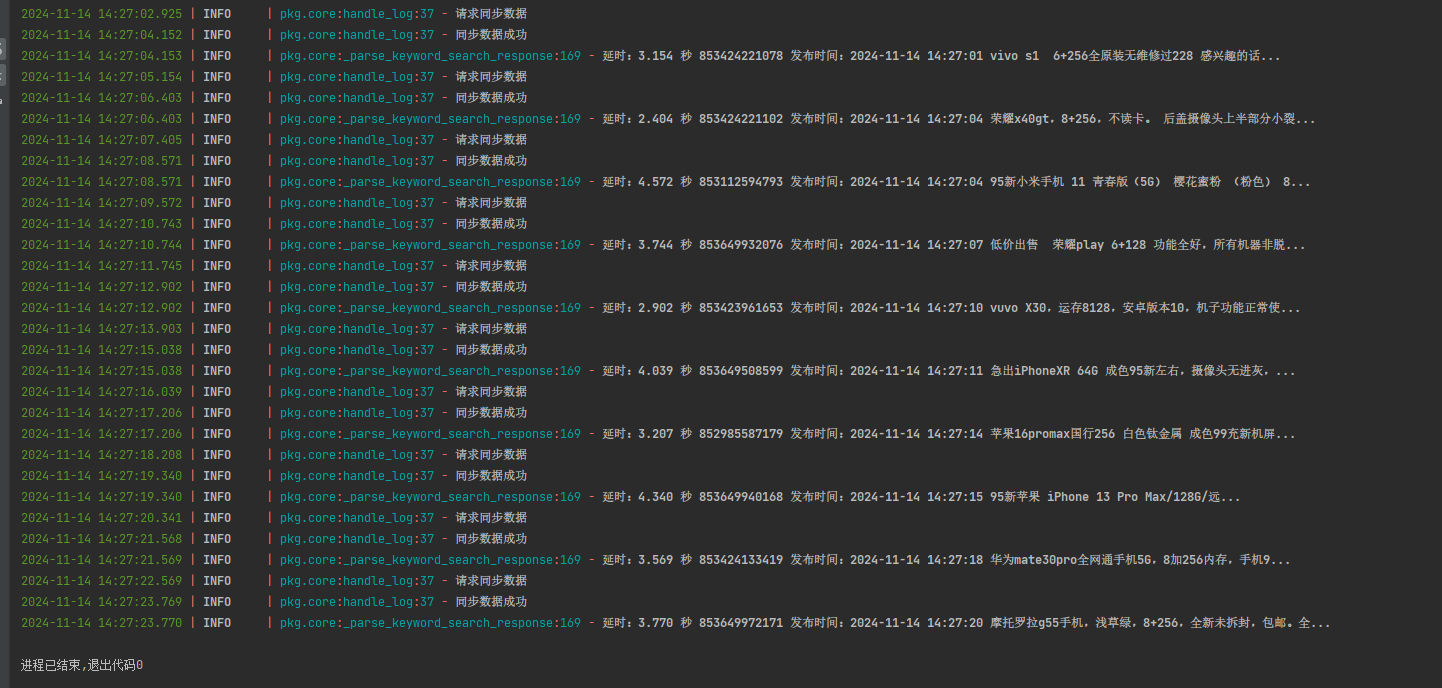 2024-11-14 14:27:02.925 | INFO     | pkg.core:handle_log:37 - 请求同步数据
2024-11-14 14:27:04.152 | INFO     | pkg.core:handle_log:37 - 同步数据成功
2024-11-14 14:27:04.153 | INFO     | pkg.core:_parse_keyword_search_response:169 - 延时：3.154 秒 853424221078 发布时间：2024-11-14 14:27:01 vivo s1  6+256全原装无维修过228 感兴趣的话...
2024-11-14 14:27:05.154 | INFO     | pkg.core:handle_log:37 - 请求同步数据
2024-11-14 14:27:06.403 | INFO     | pkg.core:handle_log:37 - 同步数据成功
2024-11-14 14:27:06.403 | INFO     | pkg.core:_parse_keyword_search_response:169 - 延时：2.404 秒 853424221102 发布时间：2024-11-14 14:27:04 荣耀x40gt，8+256，不读卡。 后盖摄像头上半部分小裂...
2024-11-14 14:27:07.405 | INFO     | pkg.core:handle_log:37 - 请求同步数据
2024-11-14 14:27:08.571 | INFO     | pkg.core:handle_log:37 - 同步数据成功
2024-11-14 14:27:08.571 | INFO     | pkg.core:_parse_keyword_search_response:169 - 延时：4.572 秒 853112594793 发布时间：2024-11-14 14:27:04 95新小米手机 11 青春版（5G） 樱花蜜粉 （粉色） 8...
2024-11-14 14:27:09.572 | INFO     | pkg.core:handle_log:37 - 请求同步数据
2024-11-14 14:27:10.743 | INFO     | pkg.core:handle_log:37 - 同步数据成功
2024-11-14 14:27:10.744 | INFO     | pkg.core:_parse_keyword_search_response:169 - 延时：3.744 秒 853649932076 发布时间：2024-11-14 14:27:07 低价出售  荣耀play 6+128 功能全好，所有机器非脱...
2024-11-14 14:27:11.745 | INFO     | pkg.core:handle_log:37 - 请求同步数据
2024-11-14 14:27:12.902 | INFO     | pkg.core:handle_log:37 - 同步数据成功
2024-11-14 14:27:12.902 | INFO     | pkg.core:_parse_keyword_search_response:169 - 延时：2.902 秒 853423961653 发布时间：2024-11-14 14:27:10 vuvo X30，运存8128，安卓版本10，机子功能正常使...
2024-11-14 14:27:13.903 | INFO     | pkg.core:handle_log:37 - 请求同步数据
2024-11-14 14:27:15.038 | INFO     | pkg.core:handle_log:37 - 同步数据成功
2024-11-14 14:27:15.038 | INFO     | pkg.core:_parse_keyword_search_response:169 - 延时：4.039 秒 853649508599 发布时间：2024-11-14 14:27:11 急出iPhoneXR 64G 成色95新左右，摄像头无进灰，...
2024-11-14 14:27:16.039 | INFO     | pkg.core:handle_log:37 - 请求同步数据
2024-11-14 14:27:17.206 | INFO     | pkg.core:handle_log:37 - 同步数据成功
2024-11-14 14:27:17.206 | INFO     | pkg.core:_parse_keyword_search_response:169 - 延时：3.207 秒 852985587179 发布时间：2024-11-14 14:27:14 苹果16promax国行256 白色钛金属 成色99充新机屏...
2024-11-14 14:27:18.208 | INFO     | pkg.core:handle_log:37 - 请求同步数据
2024-11-14 14:27:19.340 | INFO     | pkg.core:handle_log:37 - 同步数据成功
2024-11-14 14:27:19.340 | INFO     | pkg.core:_parse_keyword_search_response:169 - 延时：4.340 秒 853649940168 发布时间：2024-11-14 14:27:15 95新苹果 iPhone 13 Pro Max/128G/远...
2024-11-14 14:27:20.341 | INFO     | pkg.core:handle_log:37 - 请求同步数据
2024-11-14 14:27:21.568 | INFO     | pkg.core:handle_log:37 - 同步数据成功
2024-11-14 14:27:21.569 | INFO     | pkg.core:_parse_keyword_search_response:169 - 延时：3.569 秒 853424133419 发布时间：2024-11-14 14:27:18 华为mate30pro全网通手机5G，8加256内存，手机9...
2024-11-14 14:27:22.569 | INFO     | pkg.core:handle_log:37 - 请求同步数据
2024-11-14 14:27:23.769 | INFO     | pkg.core:handle_log:37 - 同步数据成功
2024-11-14 14:27:23.770 | INFO     | pkg.core:_parse_keyword_search_response:169 - 延时：3.770 秒 853649972171 发布时间：2024-11-14 14:27:20 摩托罗拉g55手机，浅草绿，8+256，全新未拆封，包邮。全...
进程已结束,退出代码0